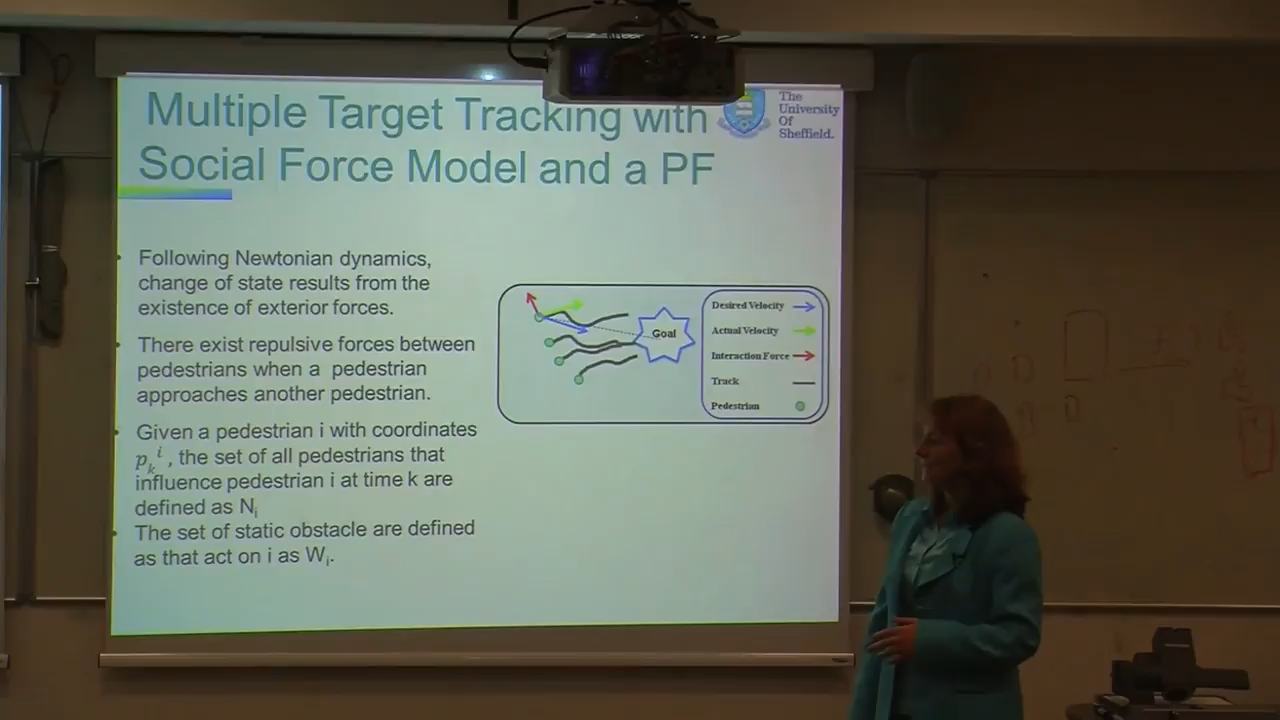 Multiple Target Tracking with
Social Force Model and a PF
The
University
Of
Sheffield.
Following Newtonian dynamics,
change of state results from the
existence of exterior forces.
There exist repulsive forces between
pedestrians when a pedestrian
approaches another pedestrian.
Given a pedestrian i with coordinates
pₖⁱ, the set of all pedestrians that
influence pedestrian i at time k are
defined as Nᵢ
The set of static obstacle are defined
as that act on i as Wᵢ.
Goal
Desired Velocity
Actual Velocity
Interaction Force
Track
Pedestrian